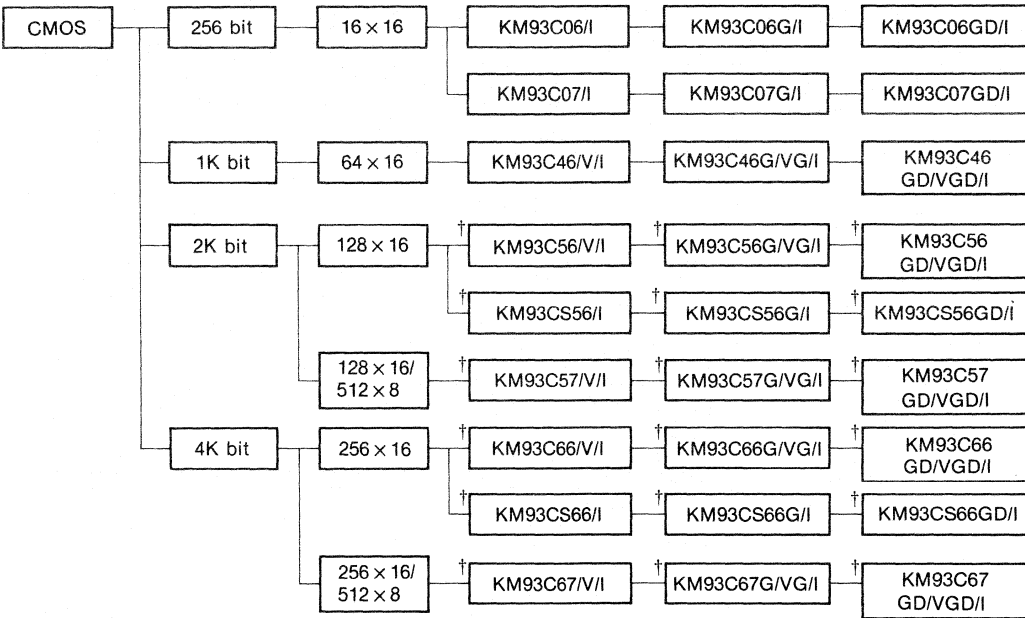 CMOS
256 bit
16 × 16
KM93C06/I
KM93C06G/I
KM93C06GD/I
KM93C07/I
KM93C07G/I
KM93C07GD/I
1K bit
64 × 16
KM93C46/V/I
KM93C46G/VG/I
KM93C46
GD/VGD/I
2K bit
128 × 16
† KM93C56/V/I
† KM93C56G/VG/I
† KM93C56
GD/VGD/I
† KM93CS56/I
† KM93CS56G/I
† KM93CS56GD/I
128 × 16/
512 × 8
† KM93C57/V/I
† KM93C57G/VG/I
† KM93C57
GD/VGD/I
4K bit
256 × 16
† KM93C66/V/I
† KM93C66G/VG/I
† KM93C66
GD/VGD/I
† KM93CS66/I
† KM93CS66G/I
† KM93CS66GD/I
256 × 16/
512 × 8
† KM93C67/V/I
† KM93C67G/VG/I
† KM93C67
GD/VGD/I